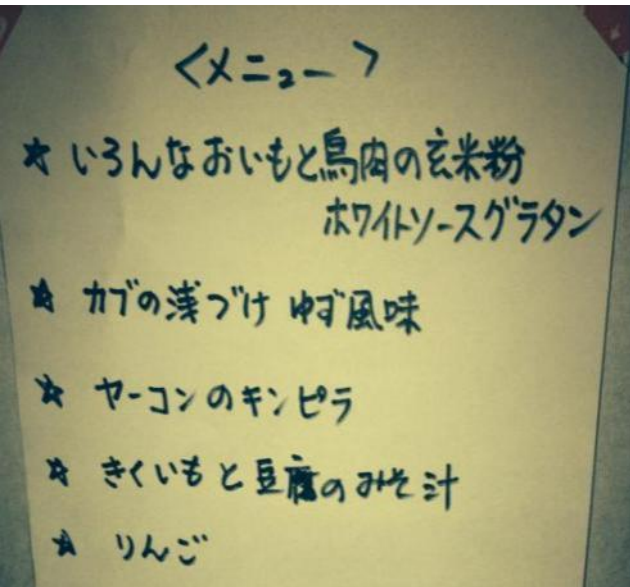 <メニュー>
☆ いろんなおいもと鳥肉の玄米粉
ホワイトソースグラタン
☆ カブの浅づけ ゆず風味
☆ ヤーコンのキンピラ
☆ きくいもと豆腐のみそ汁
☆ りんご